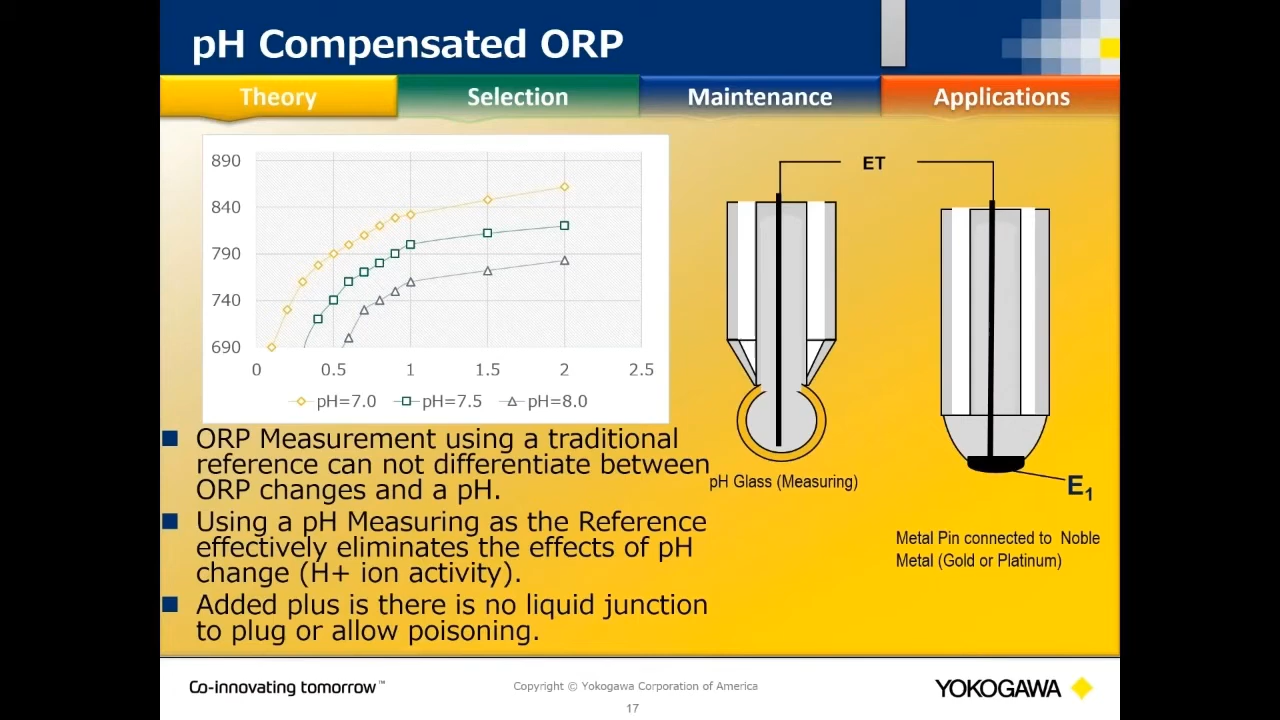 pH Compensated ORP
Theory
Selection
Maintenance
Applications
890
840
790
740
690
0
0.5
1
1.5
2
2.5
pH=7.0
pH=7.5
pH=8.0
ET
pH Glass (Measuring)
E1
Metal Pin connected to Noble
Metal (Gold or Platinum)
ORP Measurement using a traditional
reference can not differentiate between
ORP changes and a pH.
Using a pH Measuring as the Reference
effectively eliminates the effects of pH
change (H+ ion activity).
Added plus is there is no liquid junction
to plug or allow poisoning.
Co-innovating tomorrow™
Copyright © Yokogawa Corporation of America
17
YOKOGAWA